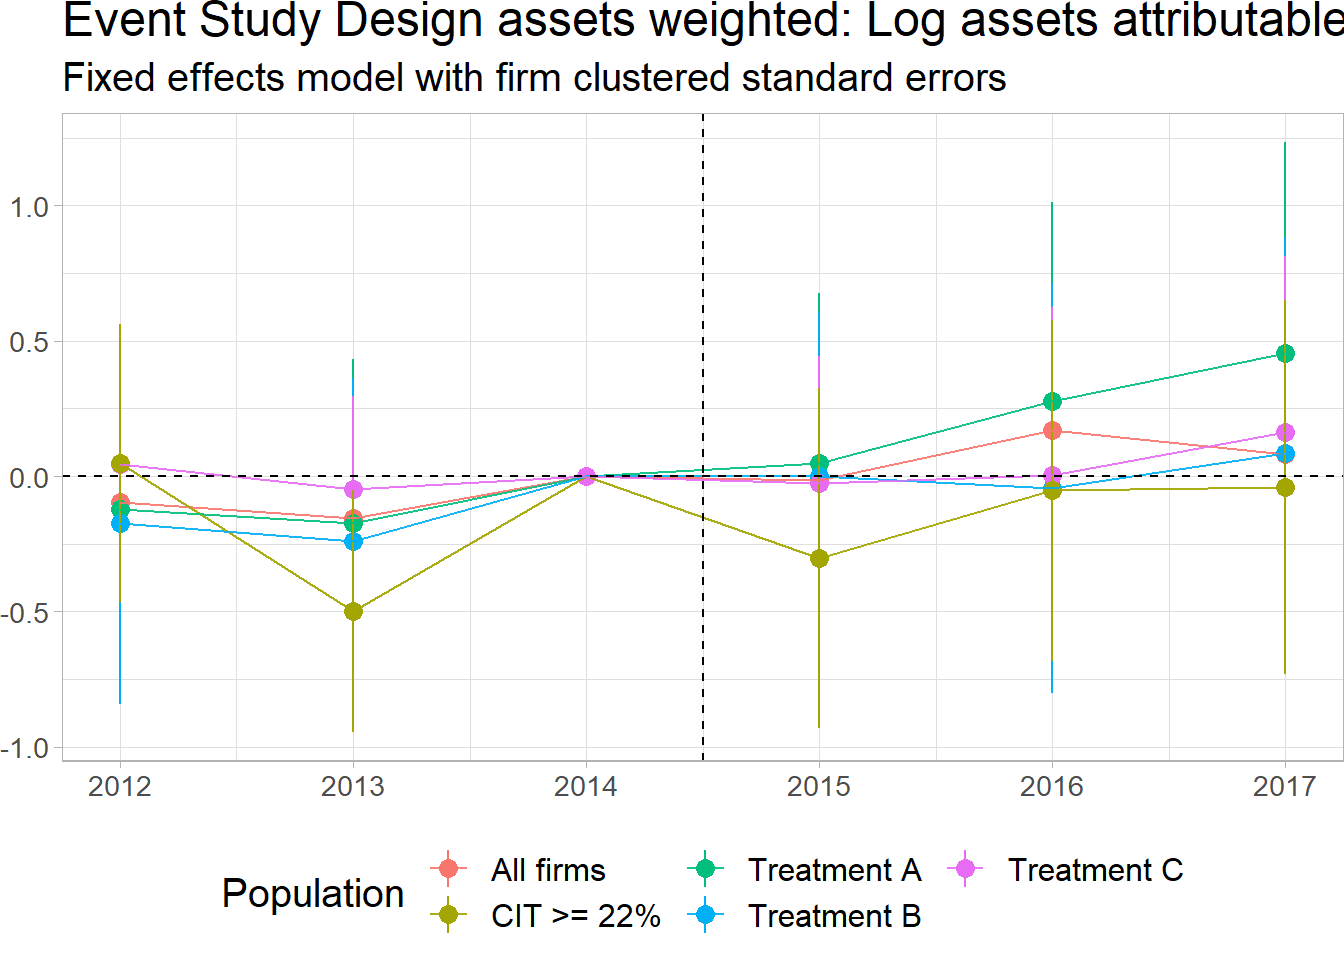 Event Study Design assets weighted: Log assets attributable
Fixed effects model with firm clustered standard errors
1.0
0.5
0.0
-0.5
-1.0
2012 2013 2014 2015 2016 2017
Population
All firms Treatment A Treatment C
CIT >= 22% Treatment B